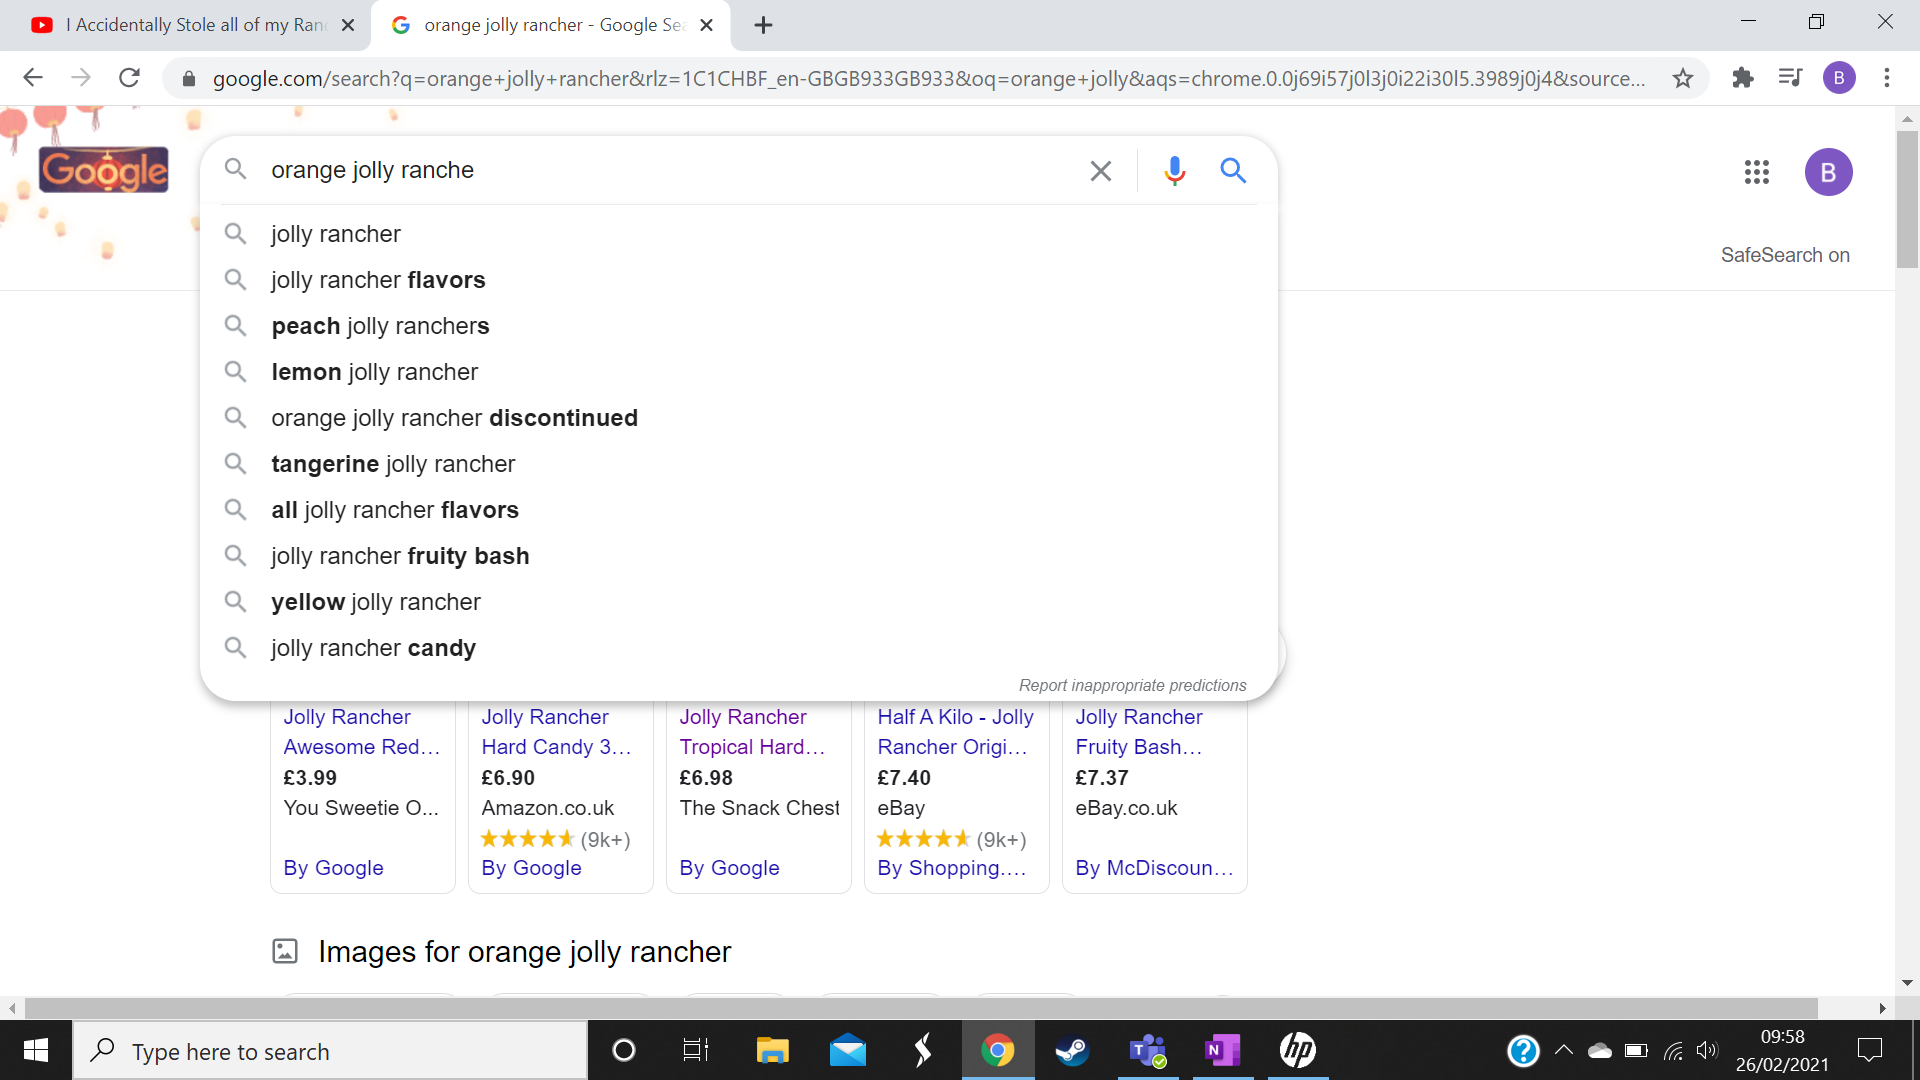 I Accidentally Stole all of my Ran
orange jolly rancher - Google Sea
google.com/search?q=orange+jolly+rancher&rlz=1C1CHBF_en-GBGB933GB933&oq=orange+jolly&aqs=chrome.0.0j69i57j0l3j0i22i30l5.3989j0j4&source...
B
Google
orange jolly ranche
B
SafeSearch on
jolly rancher
jolly rancher flavors
peach jolly ranchers
lemon jolly rancher
orange jolly rancher discontinued
tangerine jolly rancher
all jolly rancher flavors
jolly rancher fruity bash
yellow jolly rancher
jolly rancher candy
Report inappropriate predictions
Jolly Rancher
Awesome Red...
£3.99
You Sweetie O...
By Google
Jolly Rancher
Hard Candy 3...
£6.90
Amazon.co.uk
(9k+)
By Google
Jolly Rancher
Tropical Hard...
£6.98
The Snack Chest
By Google
Half A Kilo - Jolly
Rancher Origi...
£7.40
eBay
(9k+)
By Shopping....
Jolly Rancher
Fruity Bash...
£7.37
eBay.co.uk
By McDiscoun...
Images for orange jolly rancher
Type here to search
N
hp
?
09:58
26/02/2021